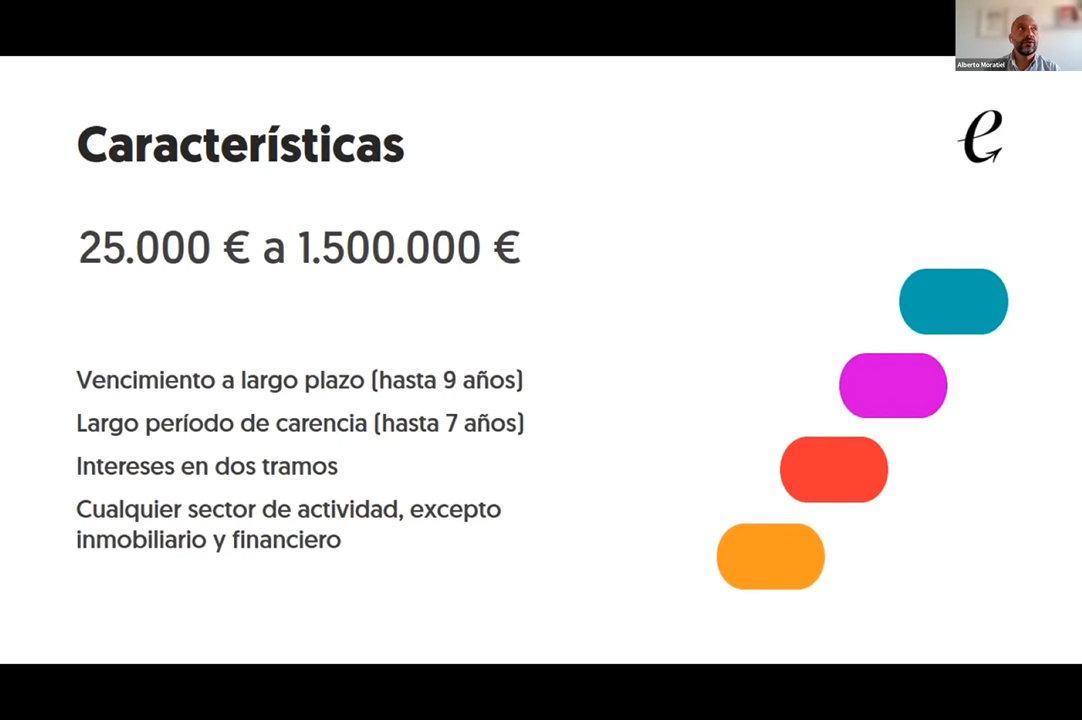 Alberto Moratiel
Características
e
25.000 € a 1.500.000 €
Vencimiento a largo plazo (hasta 9 años)
Largo período de carencia (hasta 7 años)
Intereses en dos tramos
Cualquier sector de actividad, excepto
inmobiliario y financiero